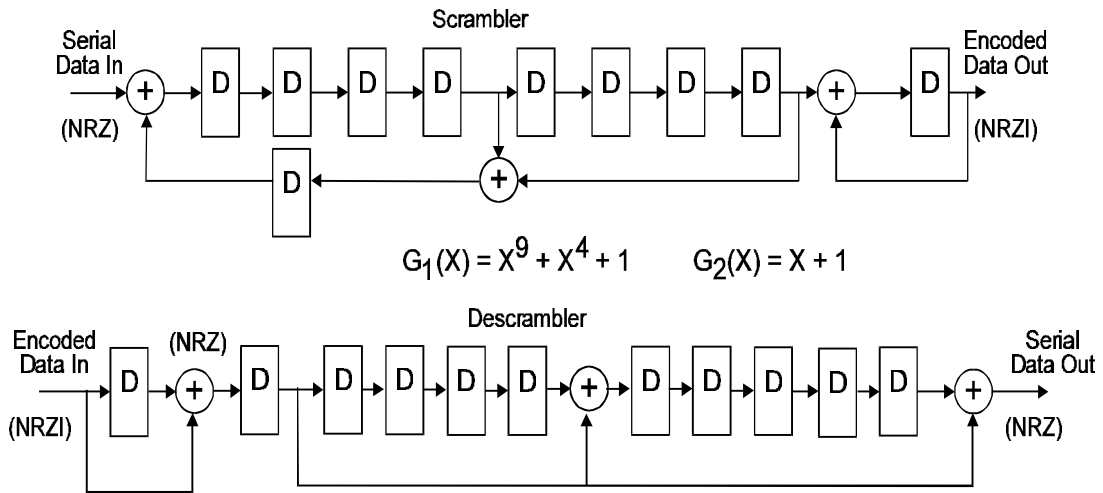 Scrambler
Serial
Data In
(NRZ)
D D D D D D D D
+
+
D
Encoded
Data Out
(NRZI)
D
+
G₁(X) = X⁹ + X⁴ + 1
G₂(X) = X + 1
Descrambler
Encoded
Data In
(NRZI)
D
(NRZ)
+
D D D D D
+
D D D D D
+
Serial
Data Out
(NRZ)